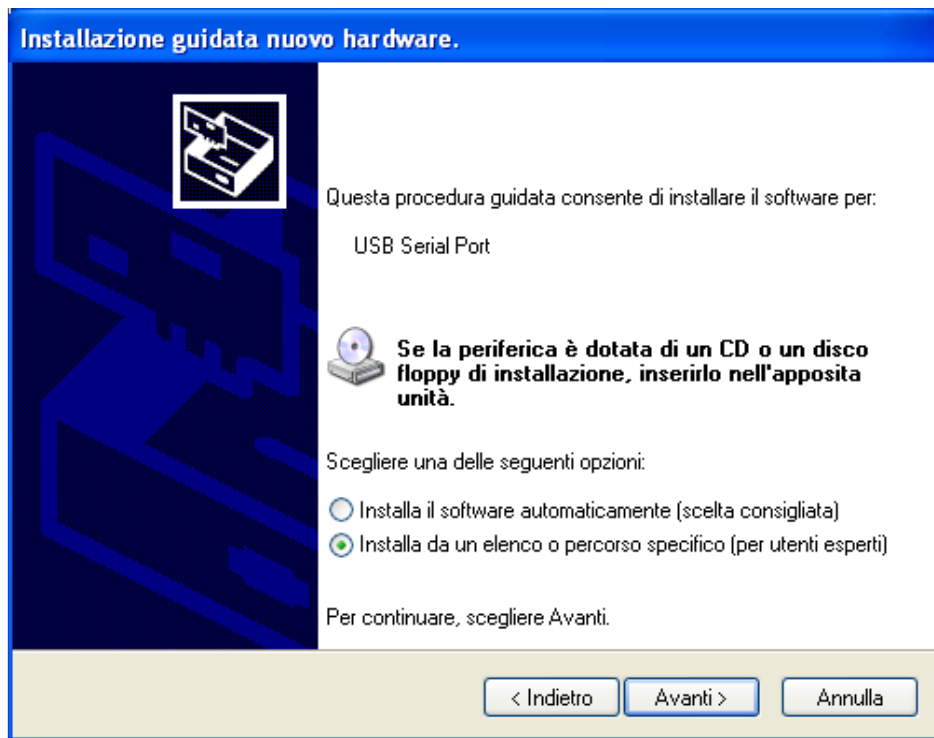 Installazione guidata nuovo hardware.
Questa procedura guidata consente di installare il software per:
USB Serial Port
Se la periferica è dotata di un CD o un disco
floppy di installazione, inserirlo nell'apposita
unità.
Scegliere una delle seguenti opzioni:
Installa il software automaticamente (scelta consigliata)
Installa da un elenco o percorso specifico (per utenti esperti)
Per continuare, scegliere Avanti.
< Indietro Avanti > Annulla